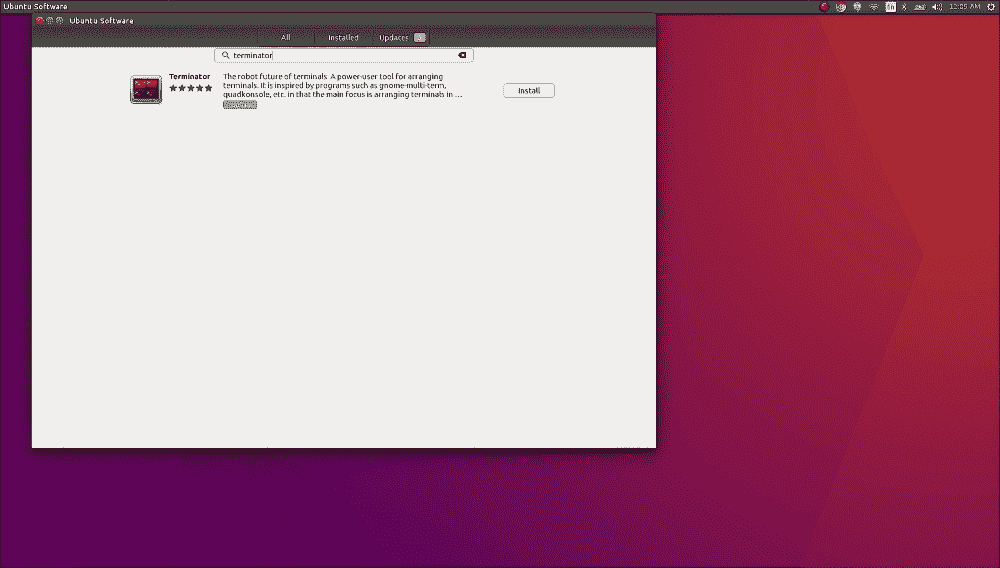 Ubuntu Software
En
12:05 AM
Ubuntu Software
All
Installed
Updates
terminator
Terminator
The robot future of terminals. A power-user tool for arranging
terminals. It is inspired by programs such as gnome-multi-term,
quadkonsole, etc. in that the main focus is arranging terminals in ...
Install